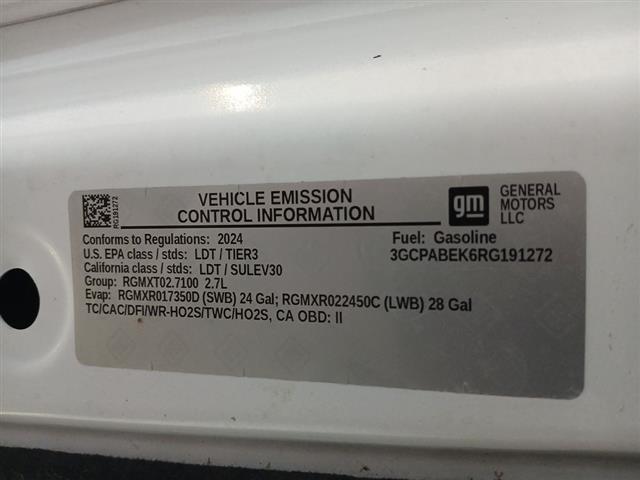 RG191272
VEHICLE EMISSION
CONTROL INFORMATION
gm
GENERAL
MOTORS
LLC
Conforms to Regulations: 2024
Fuel: Gasoline
U.S. EPA class / stds: LDT / TIER3
3GCPABEK6RG191272
California class / stds: LDT / SULEV30
Group: RGMXT02.7100 2.7L
Evap: RGMXR017350D (SWB) 24 Gal; RGMXR022450C (LWB) 28 Gal
TC/CAC/DFI/WR-HO2S/TWC/HO2S, CA OBD: II